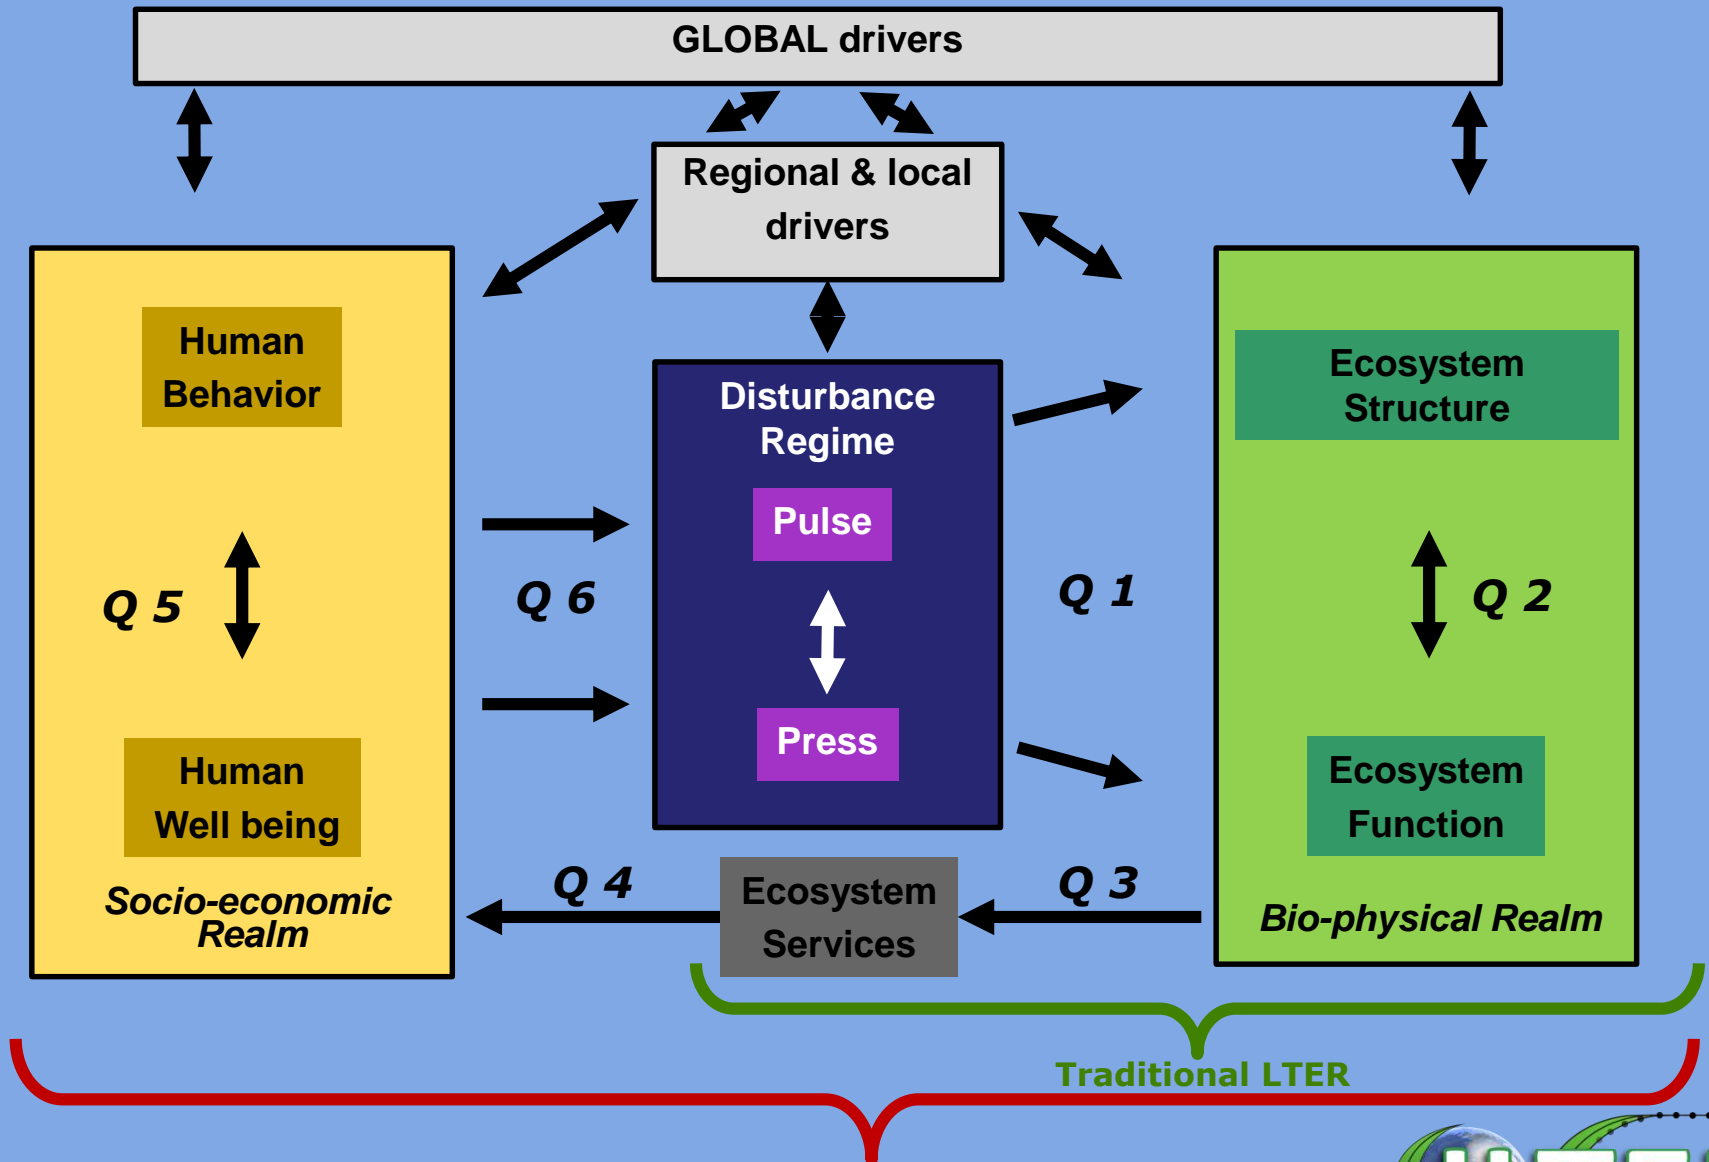 GLOBAL drivers
Regional & local
drivers
Human
Behavior
Disturbance
Regime
Ecosystem
Structure
Pulse
Q 5
Q 6
Q 1
Q 2
Press
Human
Well being
Ecosystem
Function
Q 4
Ecosystem
Services
Q 3
Socio-economic
Realm
Bio-physical Realm
Traditional LTER